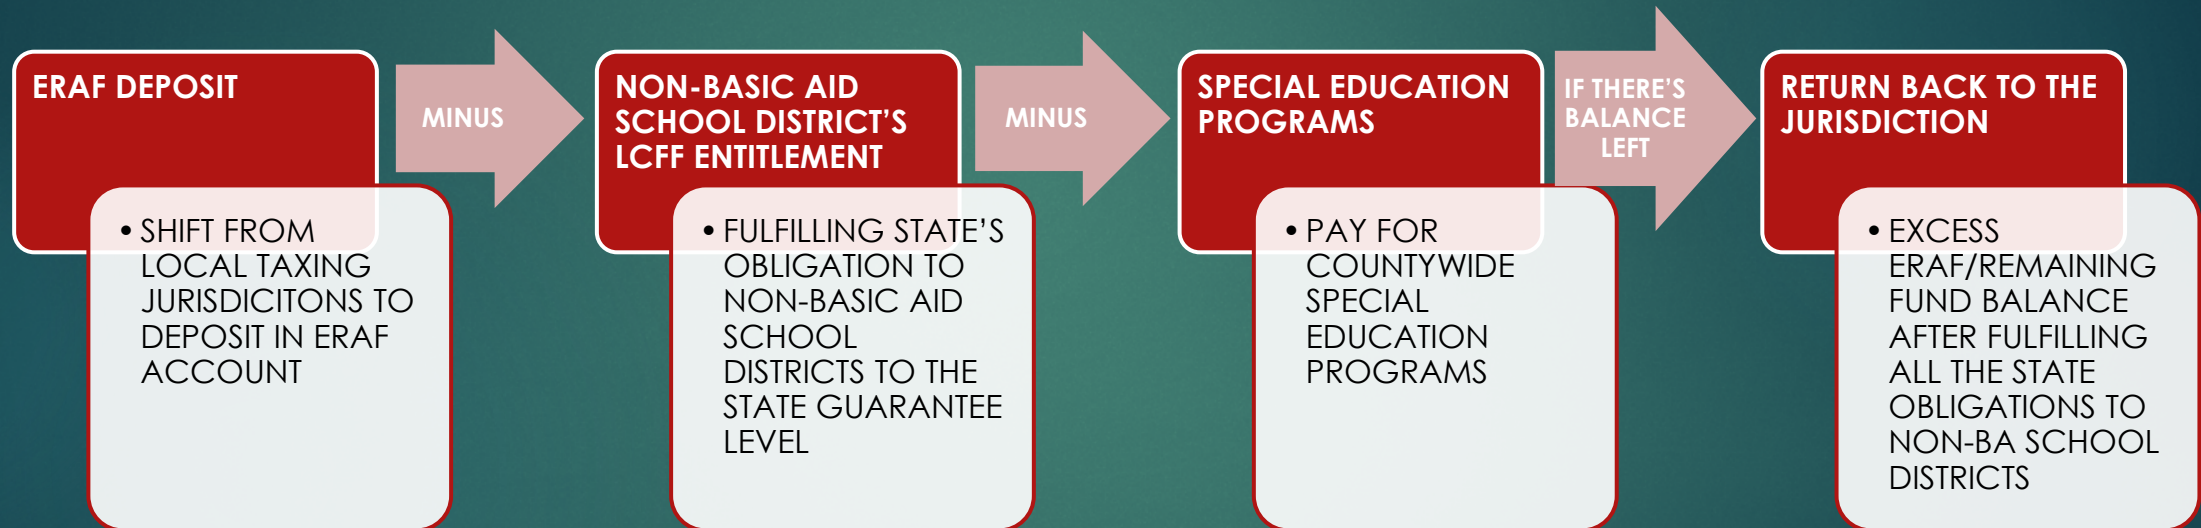 ERAF DEPOSIT
• SHIFT FROM
LOCAL TAXING
JURISDICITONS TO
DEPOSIT IN ERAF
ACCOUNT
MINUS
NON-BASIC AID
SCHOOL DISTRICT'S
LCFF ENTITLEMENT
• FULFILLING STATE'S
OBLIGATION TO
NON-BASIC AID
SCHOOL
DISTRICTS TO THE
STATE GUARANTEE
LEVEL
MINUS
SPECIAL EDUCATION
PROGRAMS
• PAY FOR
COUNTYWIDE
SPECIAL
EDUCATION
PROGRAMS
IF THERE'S
BALANCE
LEFT
RETURN BACK TO THE
JURISDICTION
• EXCESS
ERAF/REMAINING
FUND BALANCE
AFTER FULFILLING
ALL THE STATE
OBLIGATIONS TO
NON-BA SCHOOL
DISTRICTS